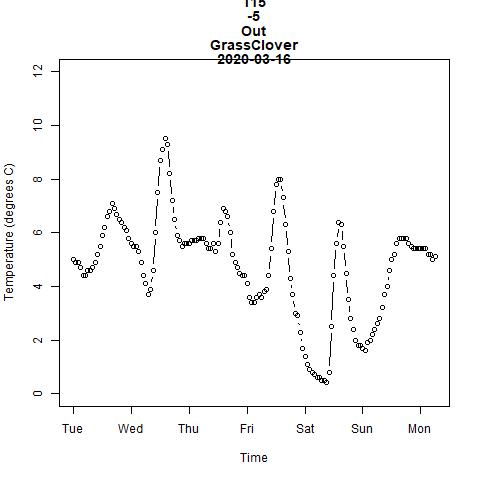 T15
-5
Out
GrassClover
2020-03-16
Temperature (degrees C)
12
10
8
6
4
2
0
Tue Wed Thu Fri Sat Sun Mon
Time